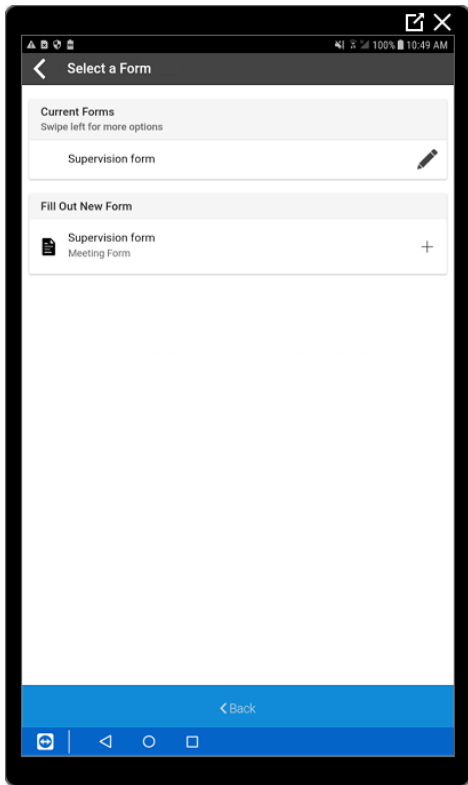 100% 10:49 AM
Select a Form
Current Forms
Swipe left for more options
Supervision form
Fill Out New Form
Supervision form
Meeting Form
Back